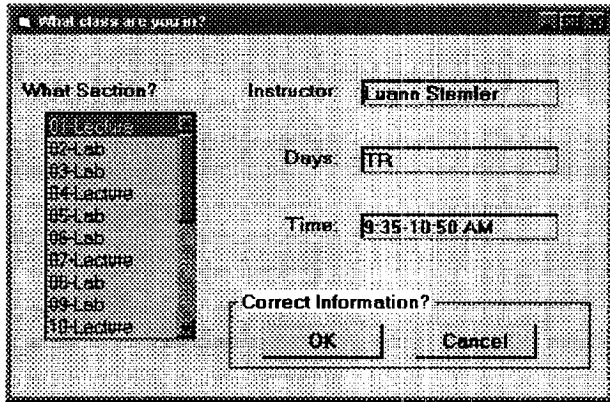 What class are you in?
What Section?
01-Lecture
02-Lab
03-Lab
04-Lecture
05-Lab
06-Lab
07-Lecture
08-Lab
09-Lab
10-Lecture
Instructor:
Luann Stemler
Days:
TR
Time:
9:35-10:50 AM
Correct Information?
OK
Cancel